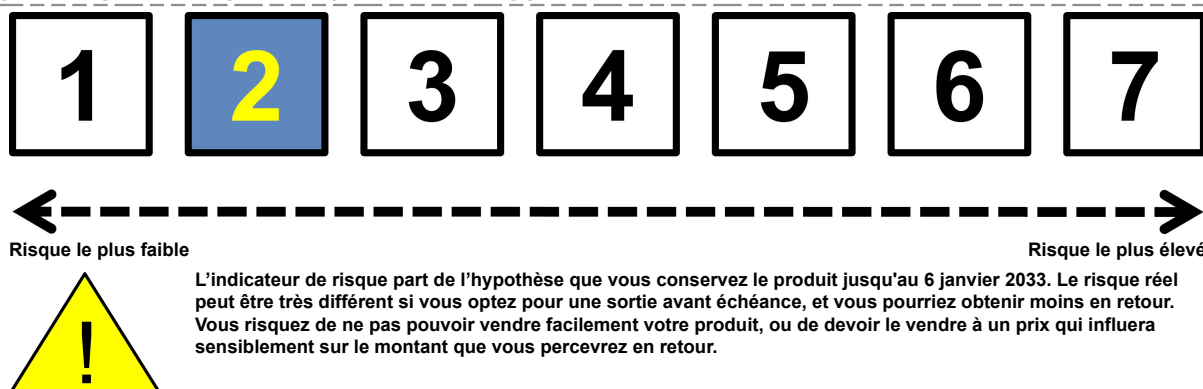 1 2 3 4 5 6 7
Risque le plus faible Risque le plus élevé
L’indicateur de risque part de l’hypothèse que vous conservez le produit jusqu'au 6 janvier 2033. Le risque réel
peut être très différent si vous optez pour une sortie avant échéance, et vous pourriez obtenir moins en retour.
Vous risquez de ne pas pouvoir vendre facilement votre produit, ou de devoir le vendre à un prix qui influera
sensiblement sur le montant que vous percevrez en retour.
!